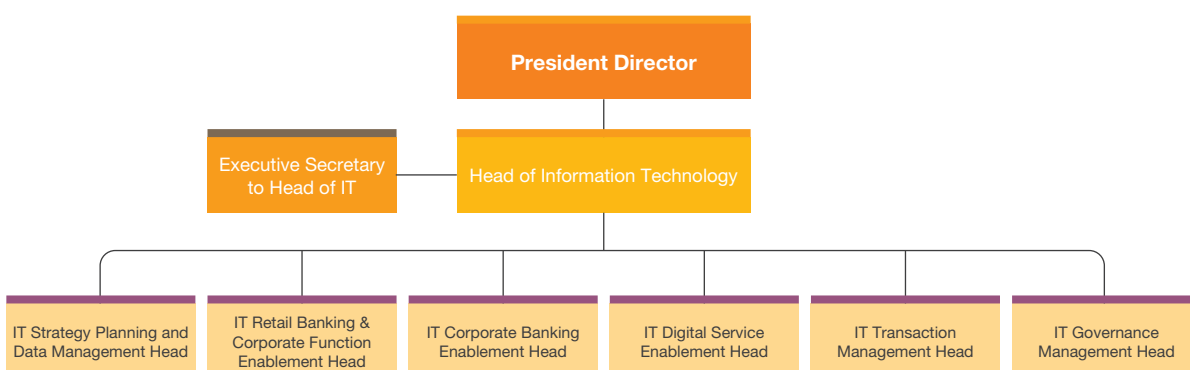 President Director
Executive Secretary
to Head of IT
Head of Information Technology
IT Strategy Planning and
Data Management Head
IT Retail Banking &
Corporate Function
Enablement Head
IT Corporate Banking
Enablement Head
IT Digital Service
Enablement Head
IT Transaction
Management Head
IT Governance
Management Head